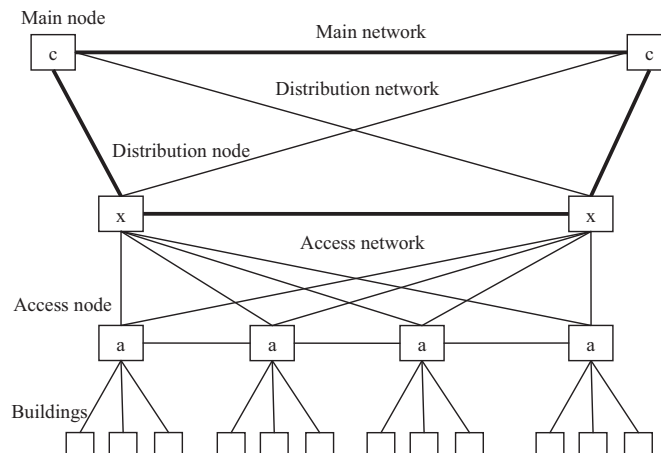 Main node
Main network
c
c
Distribution network
Distribution node
x
x
Access network
Access node
a
a
a
a
Buildings